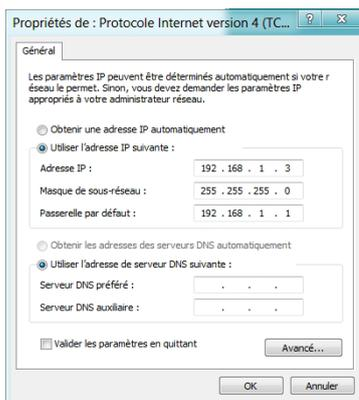 Propriétés de : Protocole Internet version 4 (TC...
Général
Les paramètres IP peuvent être déterminés automatiquement si votre r
éseau le permet. Sinon, vous devez demander les paramètres IP
appropriés à votre administrateur réseau.
Obtenir une adresse IP automatiquement
Utiliser l'adresse IP suivante :
Adresse IP : 192 . 168 . 1 . 3
Masque de sous-réseau : 255 . 255 . 255 . 0
Passerelle par défaut : 192 . 168 . 1 . 1
Obtenir les adresses des serveurs DNS automatiquement
Utiliser l'adresse de serveur DNS suivante :
Serveur DNS préféré : . . .
Serveur DNS auxiliaire : . . .
Valider les paramètres en quittant
Avancé...
OK Annuler